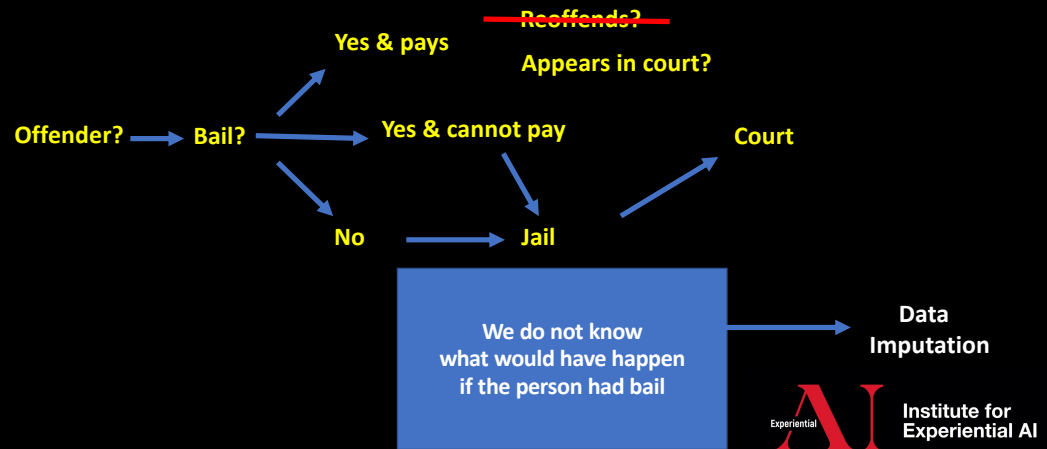 Reoffends?
Yes & pays
Appears in court?
Offender?
Bail?
Yes & cannot pay
Court
No
Jail
We do not know
what would have happen
if the person had bail
Data
Imputation
Experiential
AI
Institute for
Experiential AI